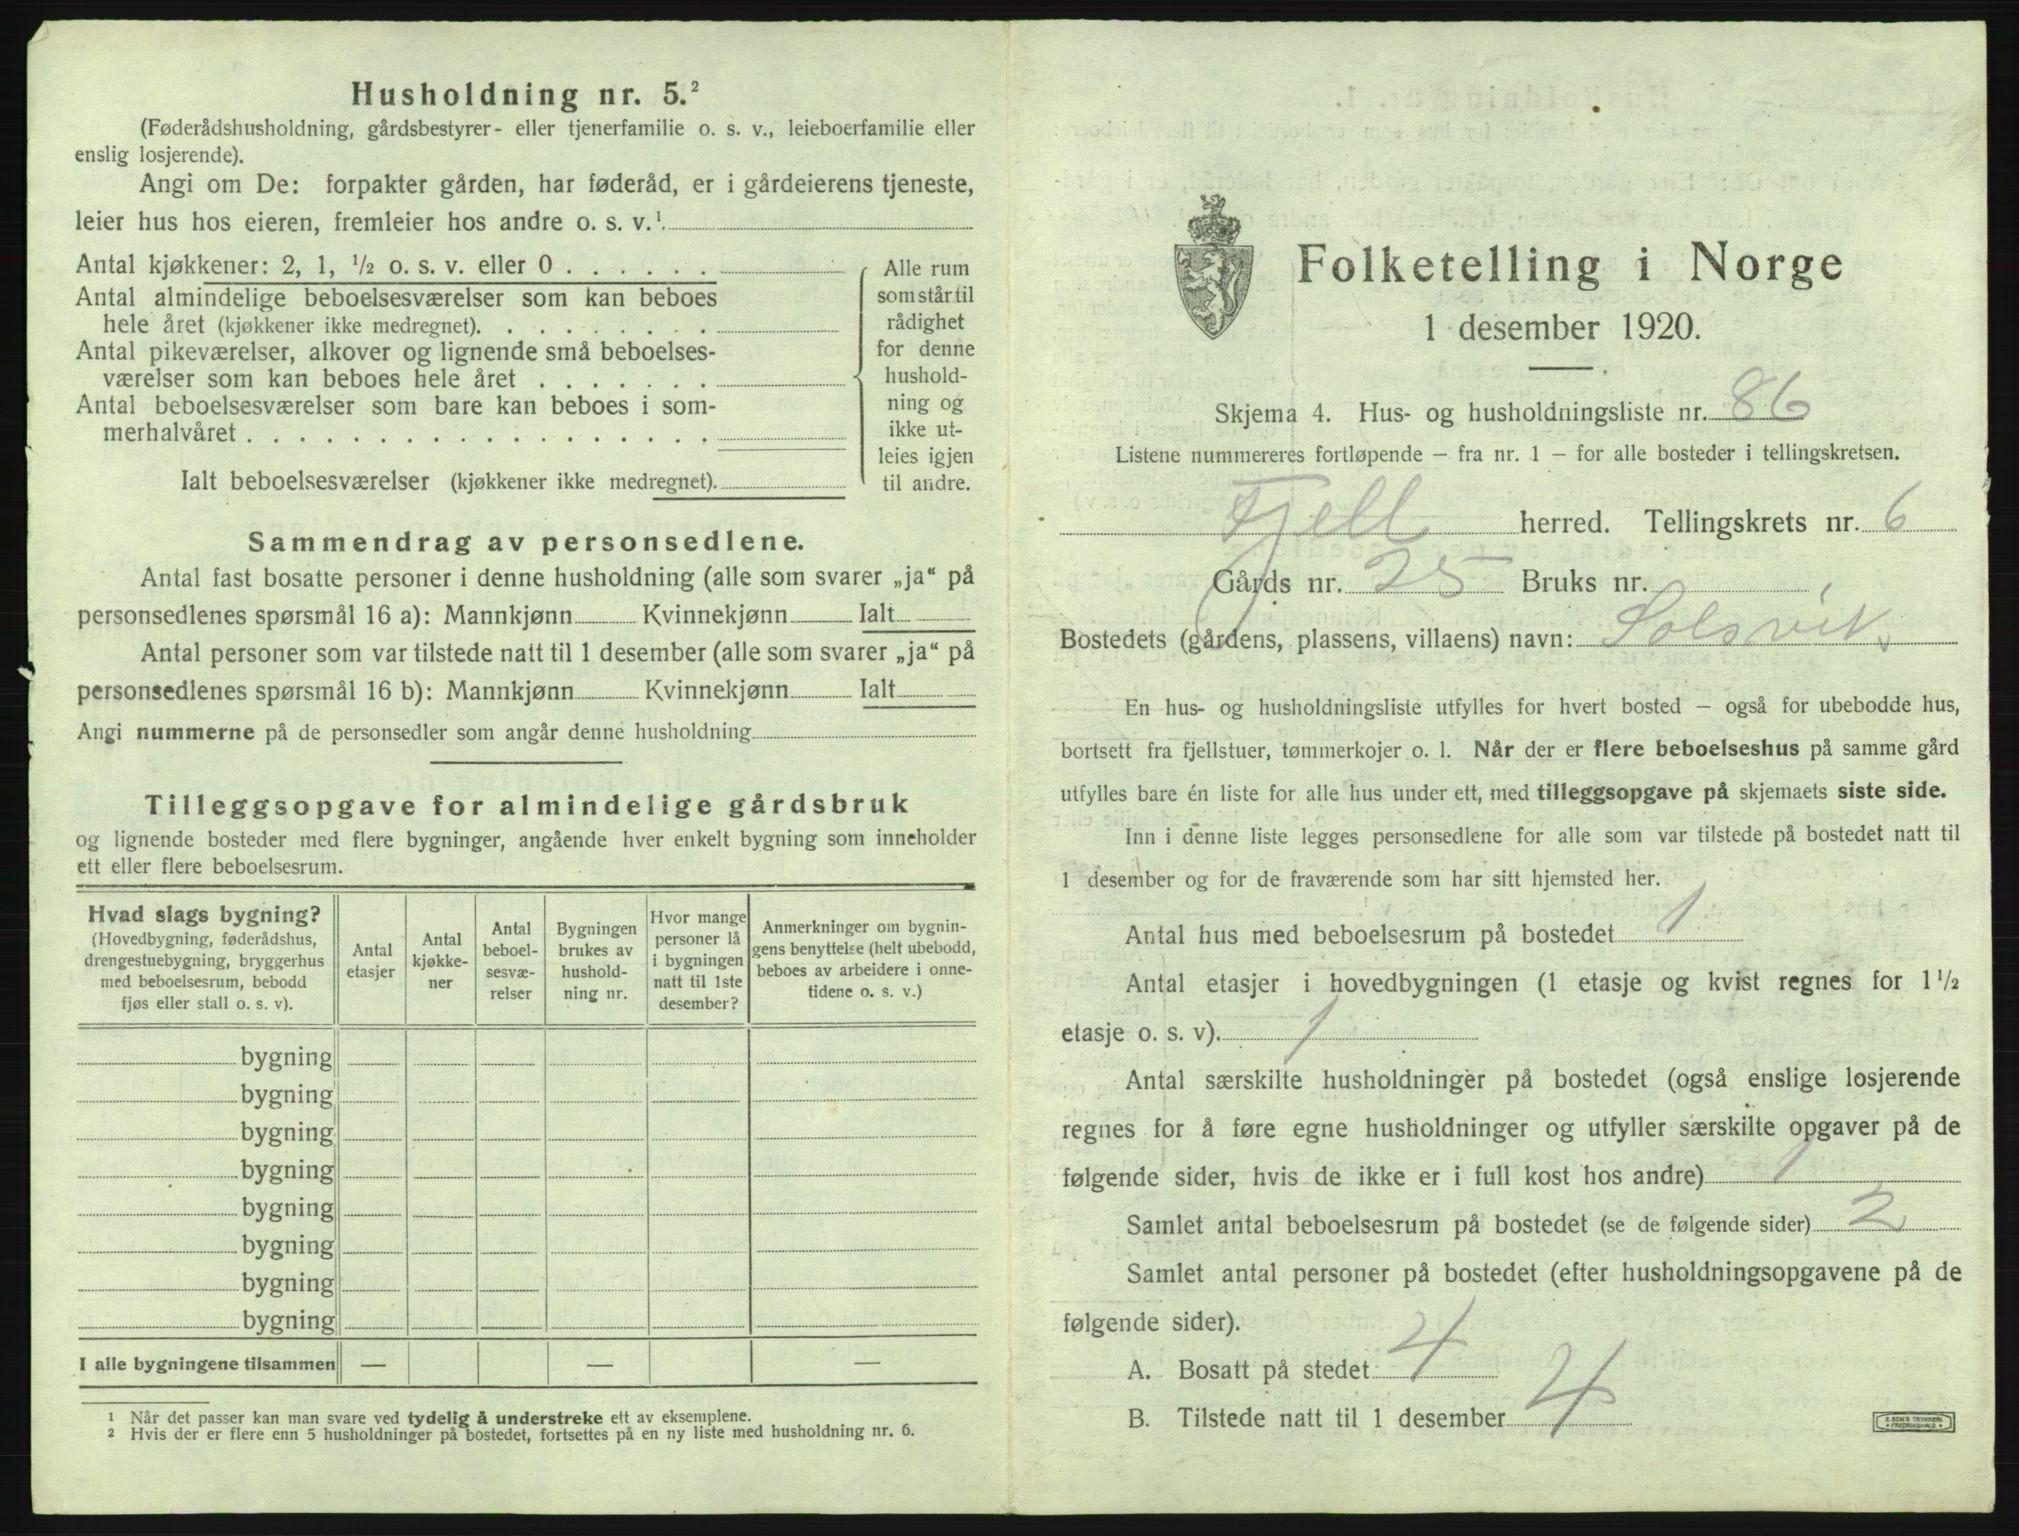 Husholdning nr. 5.²
(Føderådshusholdning, gårdsbestyrer- eller tjenerfamilie o. s. v., leieboerfamilie eller
enslig losjerende).
Angi om De: forpakter gården, har føderåd, er i gårdeierens tjeneste,
leier hus hos eieren, fremleier hos andre o. s. v.¹
Antal kjøkkener: 2, 1, ½ o. s. v. eller 0 . . . . . .
Antal almindelige beboelsesværelser som kan beboes
hele året (kjøkkener ikke medregnet). . . . . . . . .
Antal pikeværelser, alkover og lignende små beboelses-
værelser som kan beboes hele året . . . . . . .
Antal beboelsesværelser som bare kan beboes i som-
merhalvåret . . . . . . . . . . . . . . . . . .
Ialt beboelsesværelser (kjøkkener ikke medregnet).
Alle rum
som står til
rådighet
for denne
hushold-
ning og
ikke ut-
leies igjen
til andre.
Sammendrag av personsedlene.
Antal fast bosatte personer i denne husholdning (alle som svarer „ja“ på
personsedlenes spørsmål 16 a): Mannkjønn Kvinnekjønn Ialt
Antal personer som var tilstede natt til 1 desember (alle som svarer „ja“ på
personsedlenes spørsmål 16 b): Mannkjønn Kvinnekjønn Ialt
Angi nummerne på de personsedler som angår denne husholdning
Tilleggsopgave for almindelige gårdsbruk
og lignende bosteder med flere bygninger, angående hver enkelt bygning som inneholder
ett eller flere beboelsesrum.
Hvad slags bygning?
(Hovedbygning, føderådshus,
drengestuebygning, bryggerhus
med beboelsesrum, bebodd
fjøs eller stall o. s. v).
Antal
etasjer
Antal
kjøkke-
ner
Antal
beboel-
sesvæ-
relser
Bygningen
brukes av
hushold-
ning nr.
Hvor mange
personer lå
i bygningen
natt til 1ste
desember?
Anmerkninger om bygnin-
gens benyttelse (helt ubebodd,
beboes av arbeidere i onne-
tidene o. s. v.)
bygning
bygning
bygning
bygning
bygning
bygning
bygning
bygning
I alle bygningene tilsammen — — —
1 Når det passer kan man svare ved tydelig å understreke ett av eksemplene.
2 Hvis der er flere enn 5 husholdninger på bostedet, fortsettes på en ny liste med husholdning nr. 6.
Folketelling i Norge
1 desember 1920.
Skjema 4. Hus- og husholdningsliste nr. 86
Listene nummereres fortløpende — fra nr. 1 — for alle bosteder i tellingskretsen.
Fjell herred. Tellingskrets nr. 6
Gårds nr. 25 Bruks nr.
Bostedets (gårdens, plassens, villaens) navn: Solsvik
En hus- og husholdningsliste utfylles for hvert bosted — også for ubebodde hus,
bortsett fra fjellstuer, tømmerkojer o. l. Når der er flere beboelseshus på samme gård
utfylles bare én liste for alle hus under ett, med tilleggsopgave på skjemaets siste side.
Inn i denne liste legges personsedlene for alle som var tilstede på bostedet natt til
1 desember og for de fraværende som har sitt hjemsted her.
Antal hus med beboelsesrum på bostedet 1
Antal etasjer i hovedbygningen (1 etasje og kvist regnes for 1½
etasje o. s. v). 1
Antal særskilte husholdninger på bostedet (også enslige losjerende
regnes for å føre egne husholdninger og utfyller særskilte opgaver på de
følgende sider, hvis de ikke er i full kost hos andre) 1
Samlet antal beboelsesrum på bostedet (se de følgende sider) 2
Samlet antal personer på bostedet (efter husholdningsopgavene på de
følgende sider).
A. Bosatt på stedet 4
B. Tilstede natt til 1 desember 4